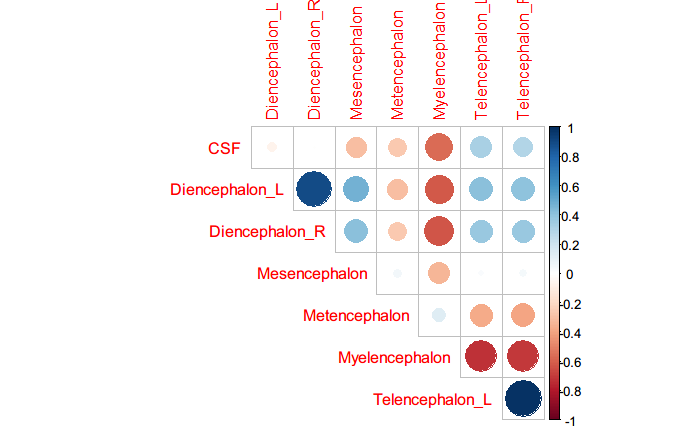 Diencephalon_L
Diencephalon_R
Mesencephalon
Metencephalon
Myelencephalon
Telencephalon_L
Telencephalon_R
CSF
Diencephalon_L
Diencephalon_R
Mesencephalon
Metencephalon
Myelencephalon
Telencephalon_L
1
0.8
0.6
0.4
0.2
0
-0.2
-0.4
-0.6
-0.8
-1